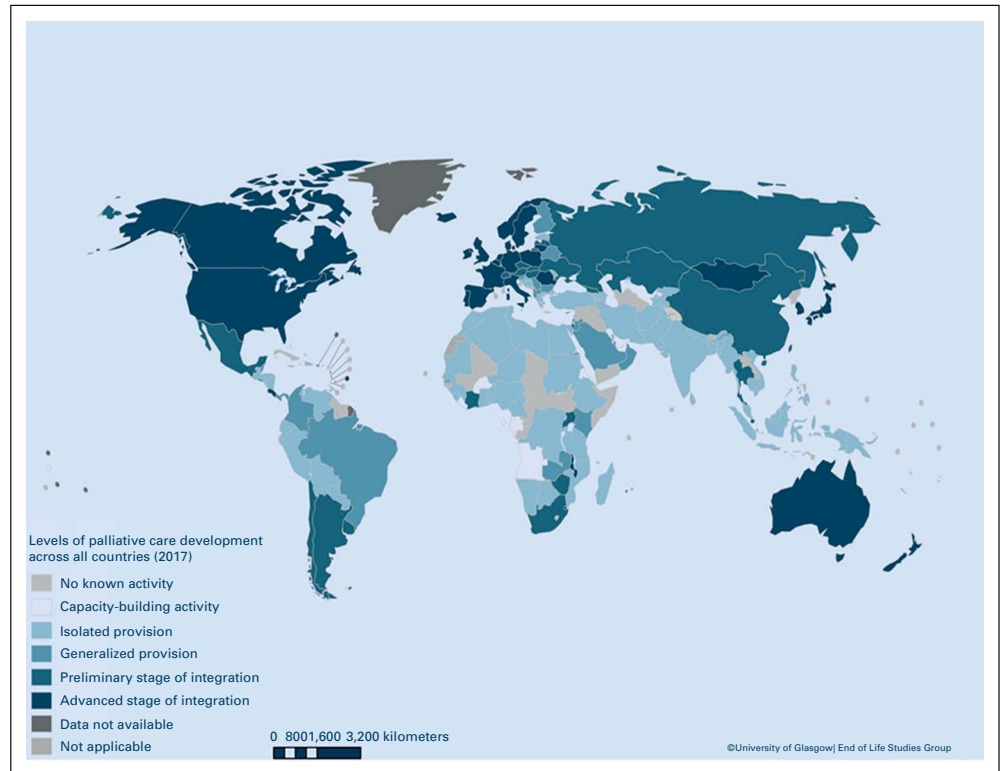 Levels of palliative care development
across all countries (2017)
No known activity
Capacity-building activity
Isolated provision
Generalized provision
Preliminary stage of integration
Advanced stage of integration
Data not available
Not applicable
0 8001,600 3,200 kilometers
©University of Glasgow| End of Life Studies Group